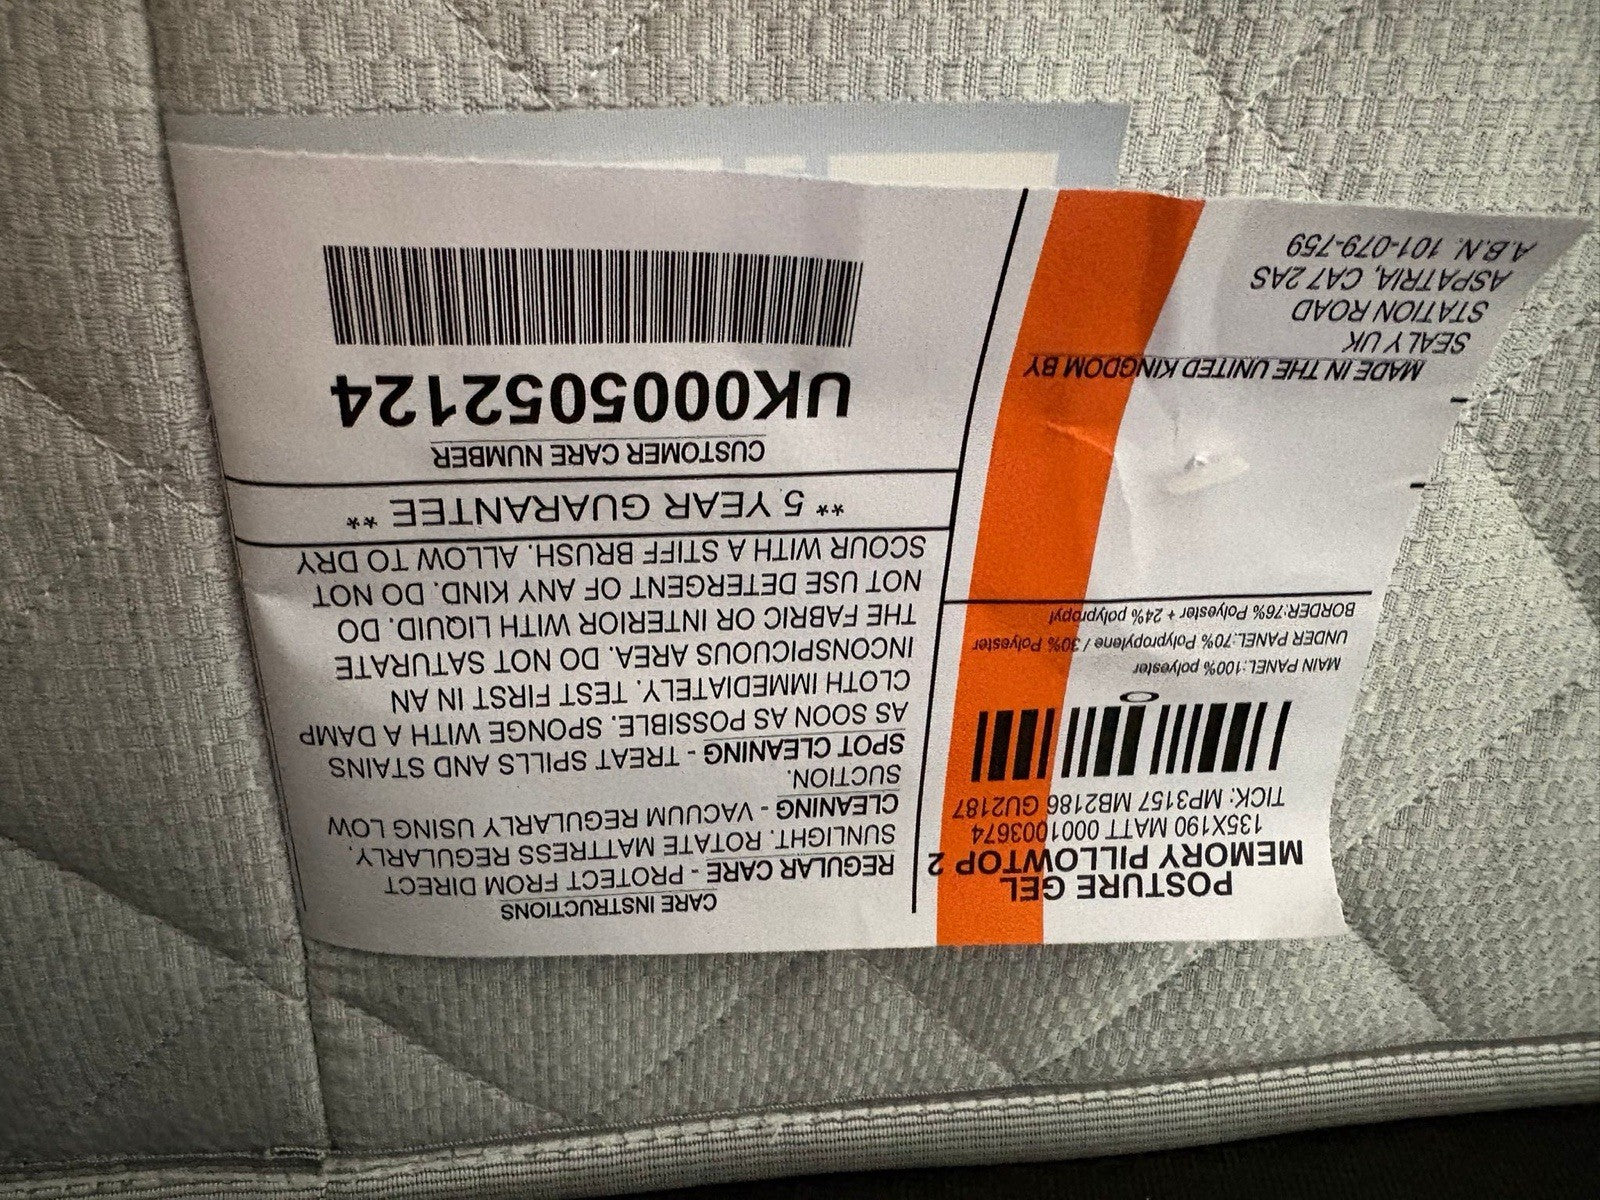 POSTURE GEL
MEMORY PILLOWTOP 2
135X190 MATT 0001003674
TICK: MP3157 MB2186 GU2187
MAIN PANEL:100% polyester
UNDER PANEL:70% Polypropylene / 30% Polyester
BORDER:76% Polyester + 24% polypropyl
MADE IN THE UNITED KINGDOM BY
SEALY UK
STATION ROAD
ASPATRIA, CA7 2AS
A.B.N. 101-079-759
CARE INSTRUCTIONS
REGULAR CARE - PROTECT FROM DIRECT
SUNLIGHT. ROTATE MATTRESS REGULARLY.
CLEANING - VACUUM REGULARLY USING LOW
SUCTION.
SPOT CLEANING - TREAT SPILLS AND STAINS
AS SOON AS POSSIBLE. SPONGE WITH A DAMP
CLOTH IMMEDIATELY. TEST FIRST IN AN
INCONSPICUOUS AREA. DO NOT SATURATE
THE FABRIC OR INTERIOR WITH LIQUID. DO
NOT USE DETERGENT OF ANY KIND. DO NOT
SCOUR WITH A STIFF BRUSH. ALLOW TO DRY
** 5 YEAR GUARANTEE **
CUSTOMER CARE NUMBER
UK0005052124